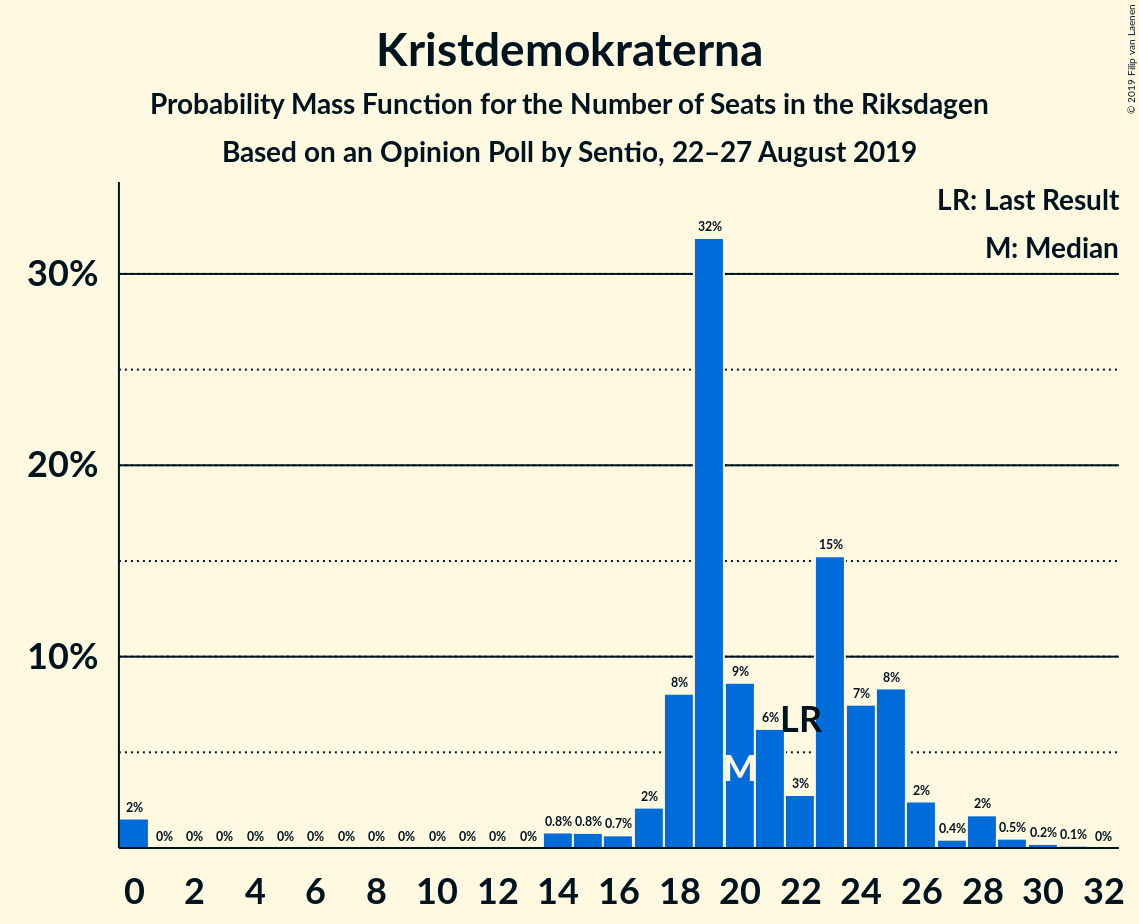 Kristdemokraterna
Probability Mass Function for the Number of Seats in the Riksdagen
Based on an Opinion Poll by Sentio, 22–27 August 2019
© 2019 Filip van Laenen
LR: Last Result
M: Median
30%
20%
10%
2% 0% 0% 0% 0% 0% 0% 0% 0% 0% 0% 0% 0% 0% 0.8% 0.8% 0.7% 2% 8% 32% 9% 6% 3% 15% 7% 8% 2% 0.4% 2% 0.5% 0.2% 0.1% 0%
LR
M
0 2 4 6 8 10 12 14 16 18 20 22 24 26 28 30 32